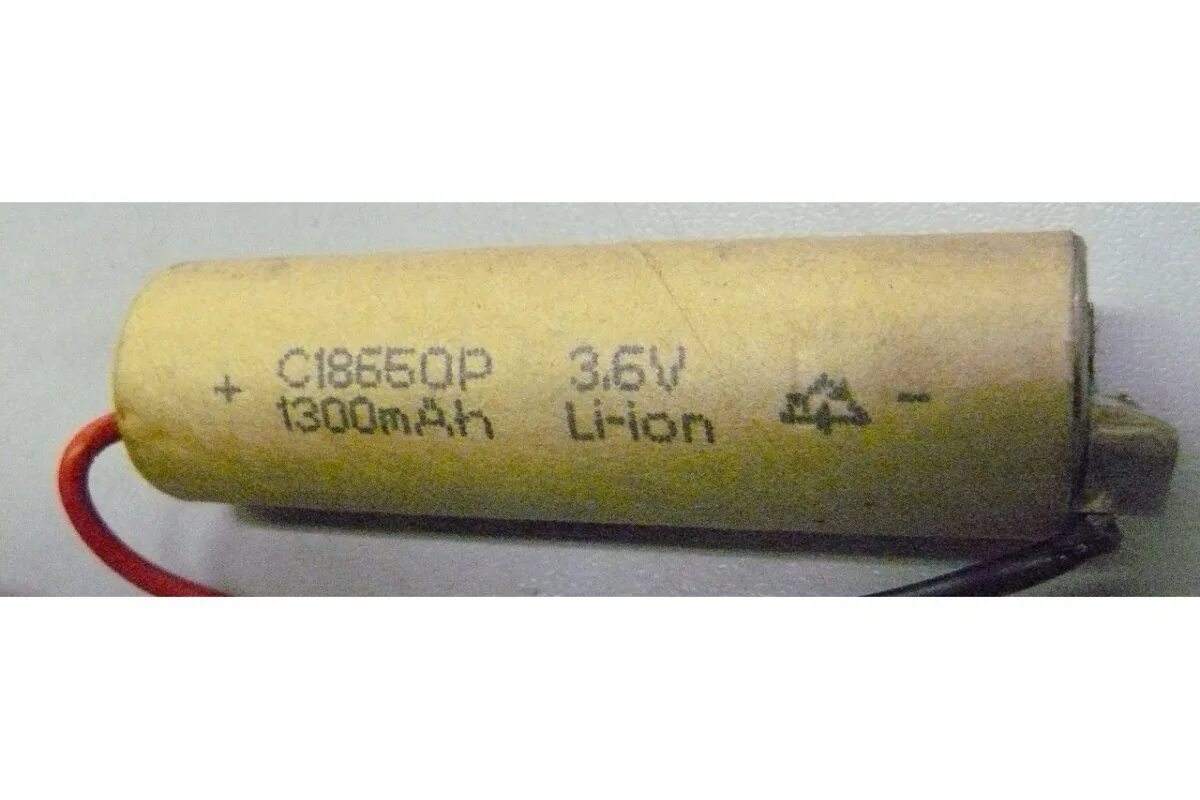 + C18650P 3.6V -
1300mAh Li-ion